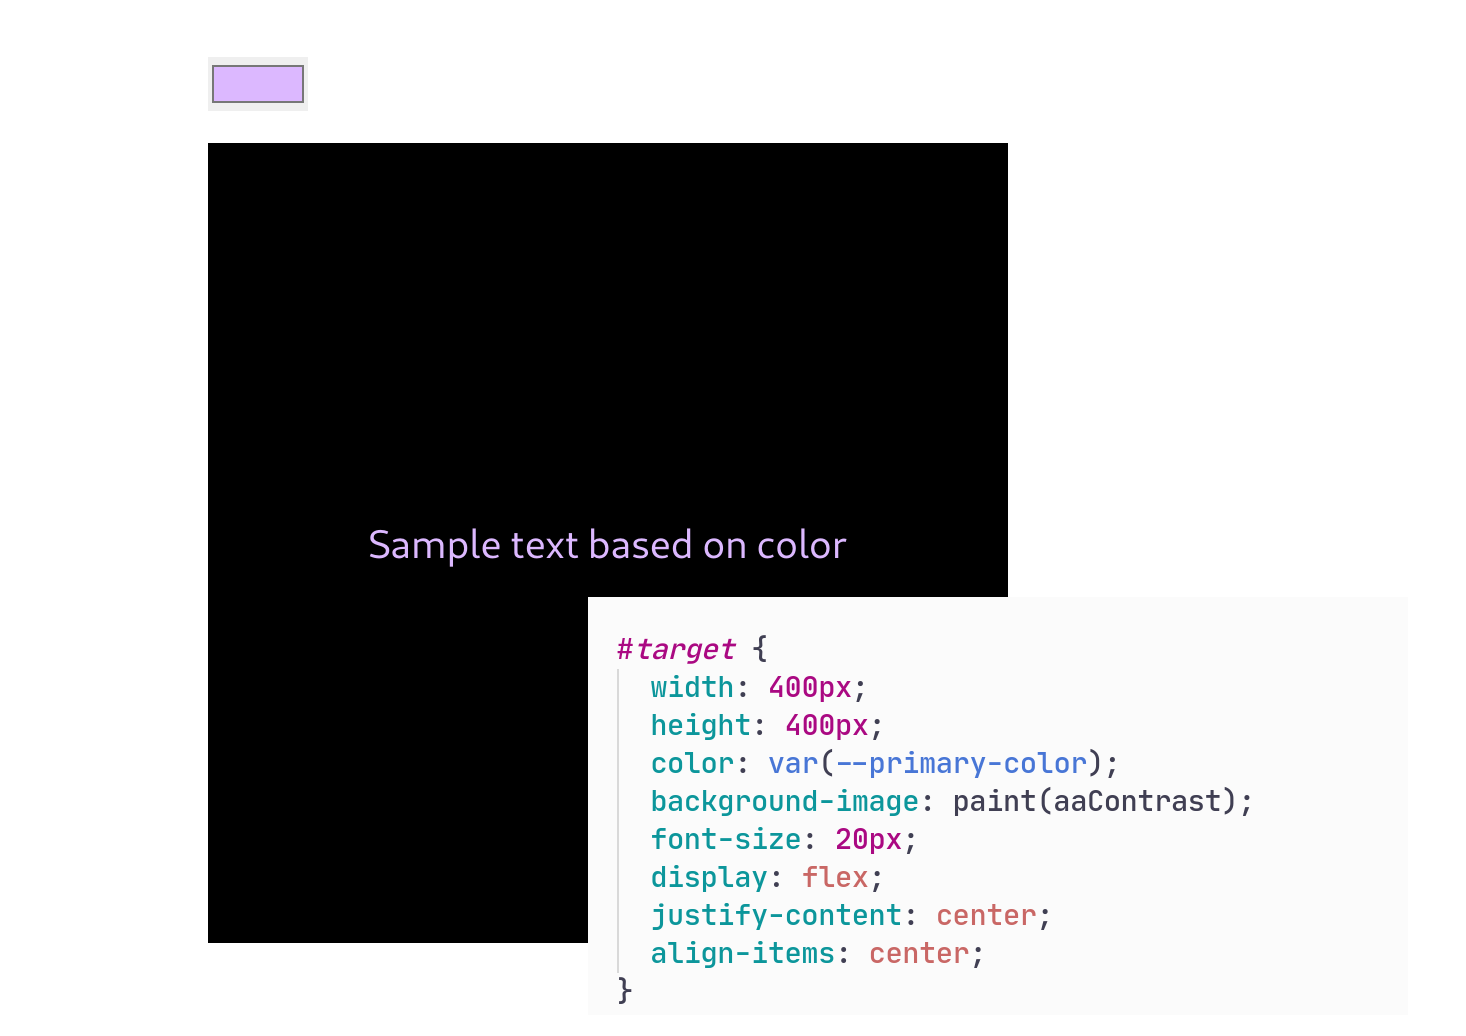 Sample text based on color
#target {
  width: 400px;
  height: 400px;
  color: var(--primary-color);
  background-image: paint(aaContrast);
  font-size: 20px;
  display: flex;
  justify-content: center;
  align-items: center;
}